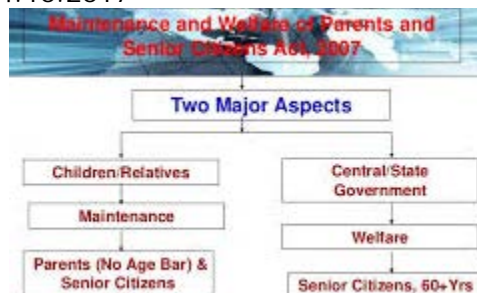 Maintenance and Welfare of Parents and
Senior Citizens Act, 2007
Two Major Aspects
Children/Relatives
Maintenance
Parents (No Age Bar) &
Senior Citizens
Central/State
Government
Welfare
Senior Citizens, 60+Yrs